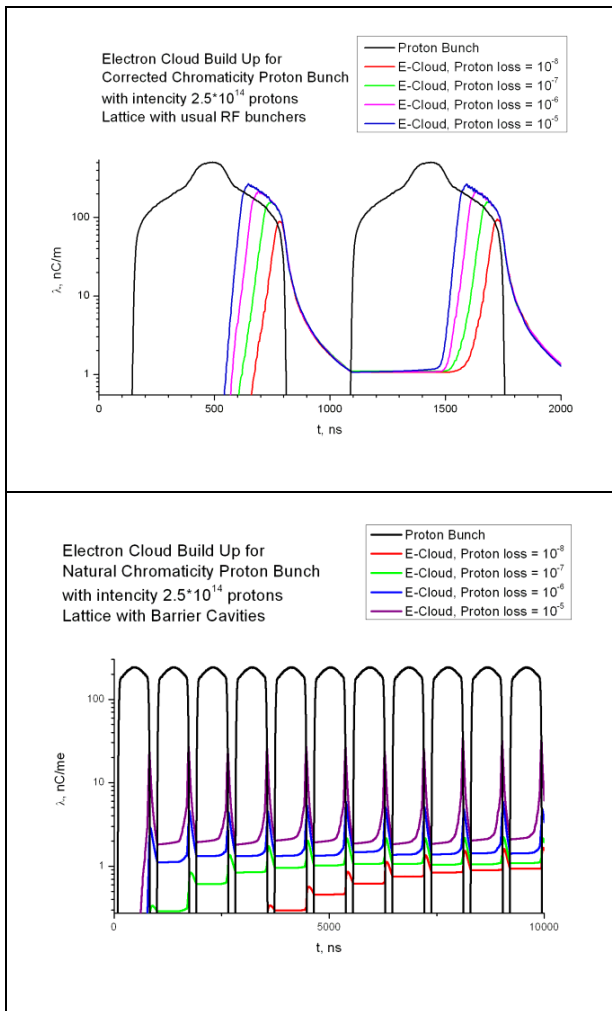 Electron Cloud Build Up for
Corrected Chromaticity Proton Bunch
with intencity 2.5*10¹⁴ protons
Lattice with usual RF bunchers
Proton Bunch
E-Cloud, Proton loss = 10⁻⁸
E-Cloud, Proton loss = 10⁻⁷
E-Cloud, Proton loss = 10⁻⁶
E-Cloud, Proton loss = 10⁻⁵
λ, nC/m
100
10
1
0 500 1000 1500 2000
t, ns
Electron Cloud Build Up for
Natural Chromaticity Proton Bunch
with intencity 2.5*10¹⁴ protons
Lattice with Barrier Cavities
Proton Bunch
E-Cloud, Proton loss = 10⁻⁸
E-Cloud, Proton loss = 10⁻⁷
E-Cloud, Proton loss = 10⁻⁶
E-Cloud, Proton loss = 10⁻⁵
λ, nC/me
100
10
1
0 5000 10000
t, ns